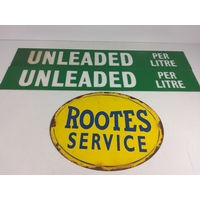 UNLEADED PER LITRE
UNLEADED PER LITRE
ROOTES
SERVICE